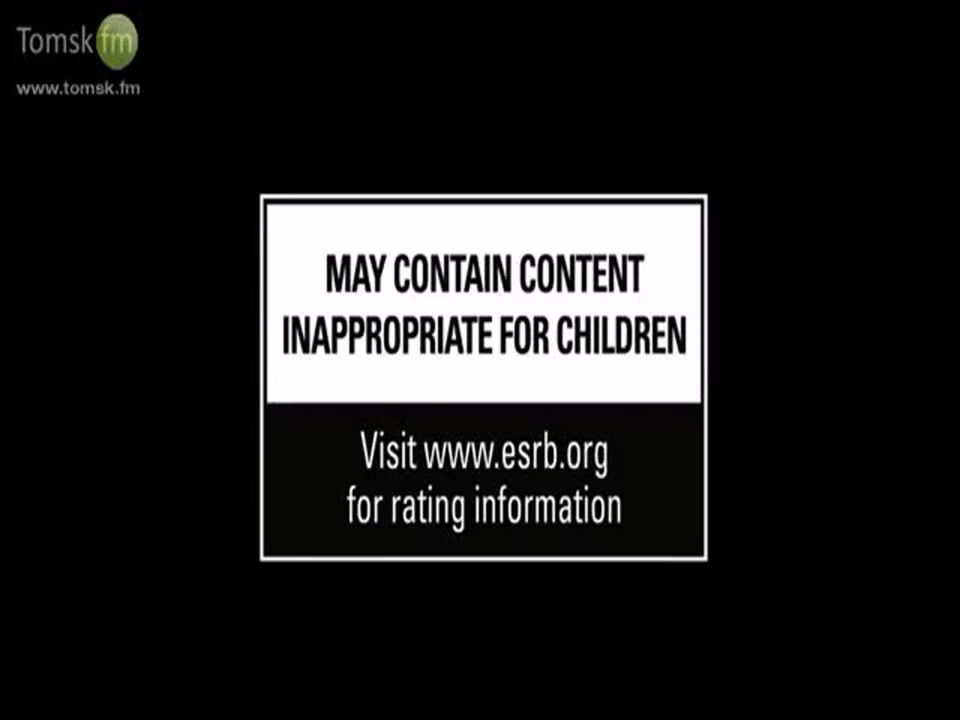 Tomsk fm
www.tomsk.fm
MAY CONTAIN CONTENT
INAPPROPRIATE FOR CHILDREN
Visit www.esrb.org
for rating information